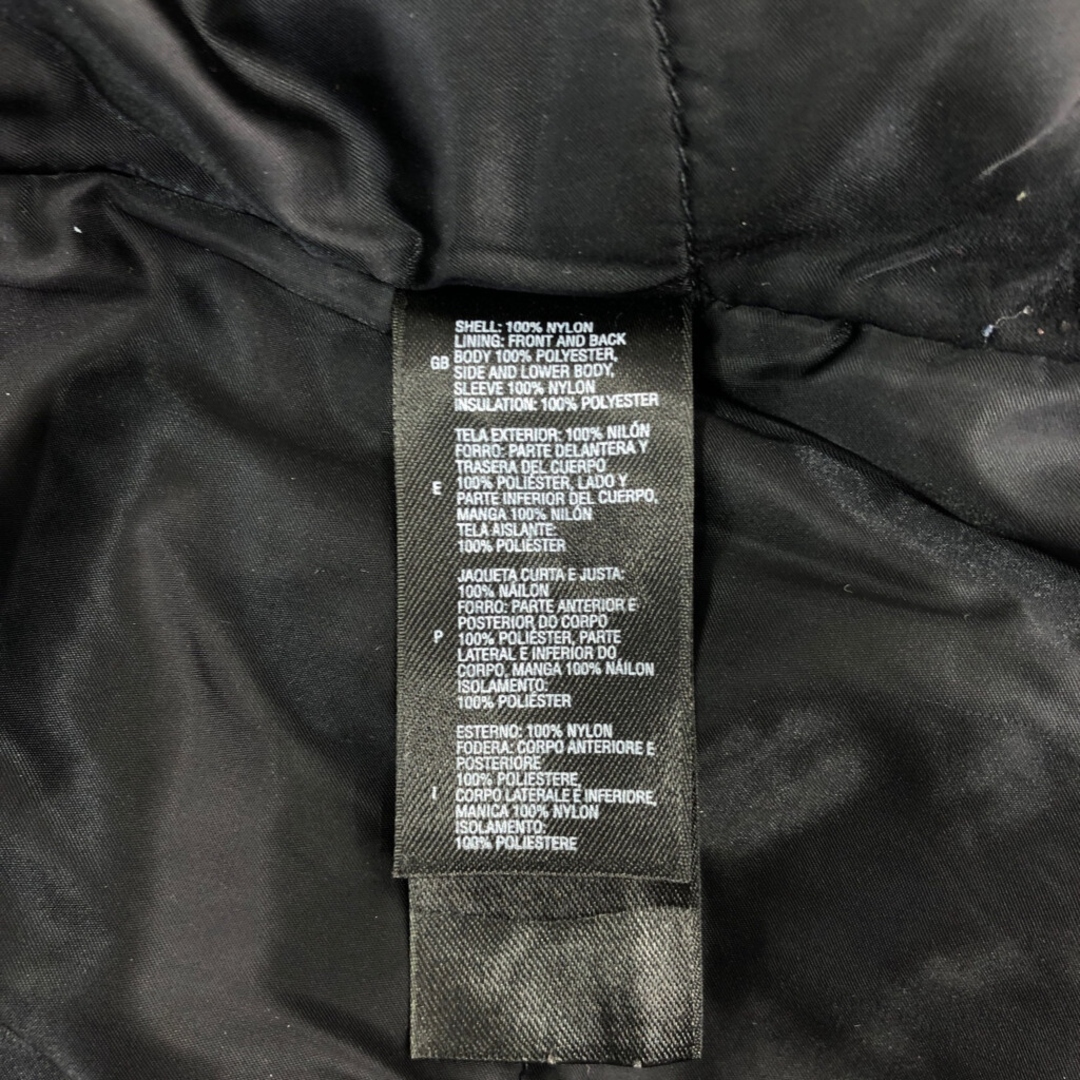 SHELL: 100% NYLON
LINING: FRONT AND BACK
GB BODY 100% POLYESTER,
SIDE AND LOWER BODY,
SLEEVE 100% NYLON
INSULATION: 100% POLYESTER
TELA EXTERIOR: 100% NILÓN
FORRO: PARTE DELANTERA Y
TRASERA DEL CUERPO
E 100% POLIÉSTER, LADO Y
PARTE INFERIOR DEL CUERPO,
MANGA 100% NILÓN
TELA AISLANTE:
100% POLIÉSTER
JAQUETA CURTA E JUSTA:
100% NÁILON
FORRO: PARTE ANTERIOR E
POSTERIOR DO CORPO
P 100% POLIÉSTER, PARTE
LATERAL E INFERIOR DO
CORPO, MANGA 100% NÁILON
ISOLAMENTO:
100% POLIÉSTER
ESTERNO: 100% NYLON
FODERA: CORPO ANTERIORE E
POSTERIORE
100% POLIESTERE,
I CORPO LATERALE E INFERIORE,
MANICA 100% NYLON
ISOLAMENTO:
100% POLIESTERE